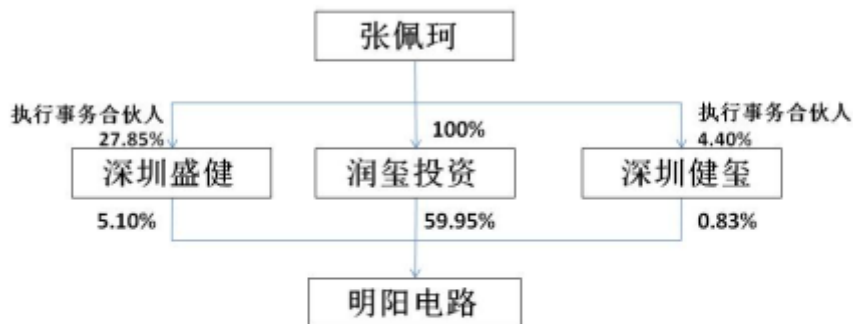 张佩珂
执行事务合伙人
27.85%
100%
执行事务合伙人
4.40%
深圳盛健
润玺投资
深圳健玺
5.10%
59.95%
0.83%
明阳电路